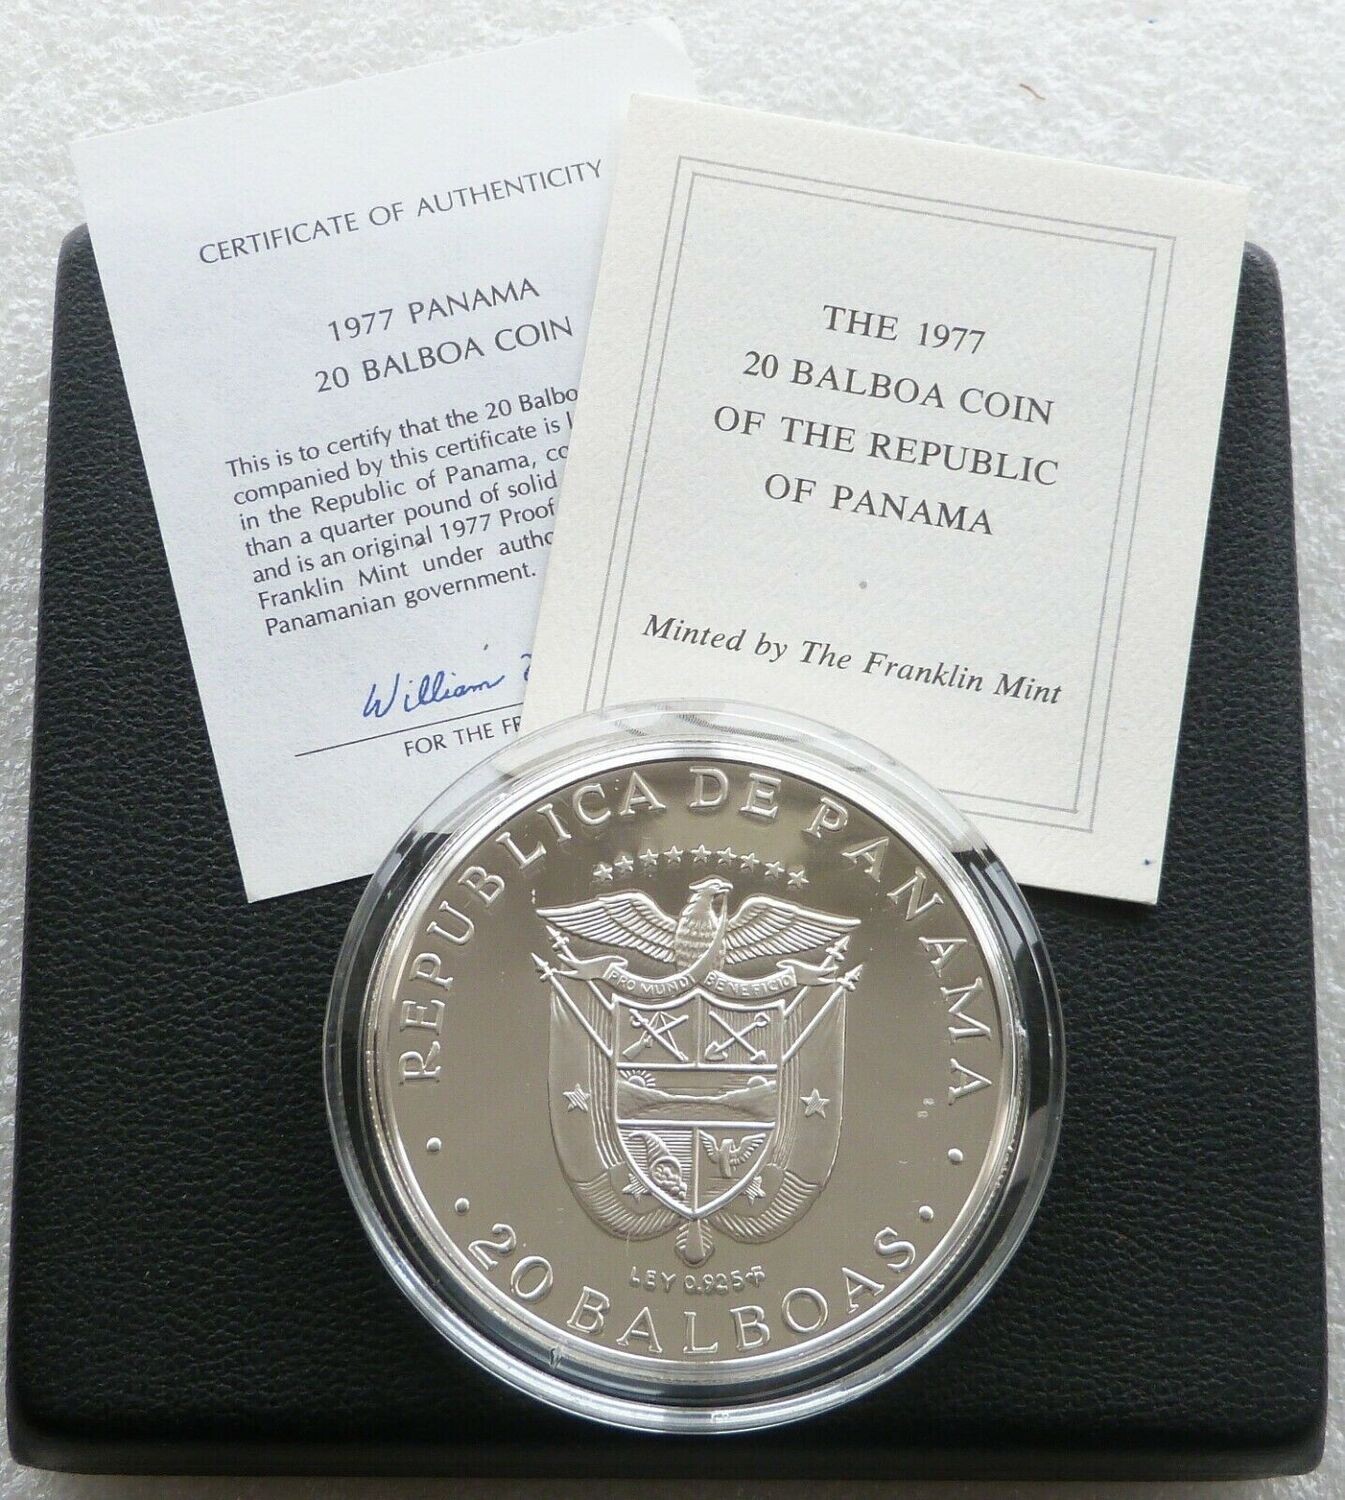 CERTIFICATE OF AUTHENTICITY
1977 PANAMA
20 BALBOA COIN
This is to certify that the 20 Balbo
companied by this certificate is l
in the Republic of Panama, co
than a quarter pound of solid
and is an original 1977 Proof
Franklin Mint under autho
Panamanian government.
William
FOR THE FR
THE 1977
20 BALBOA COIN
OF THE REPUBLIC
OF PANAMA
Minted by The Franklin Mint
REPUBLICA DE PANAMA
PRO MUNDI BENEFICIO
LEY 0.925
· · 20 BALBOAS · ·